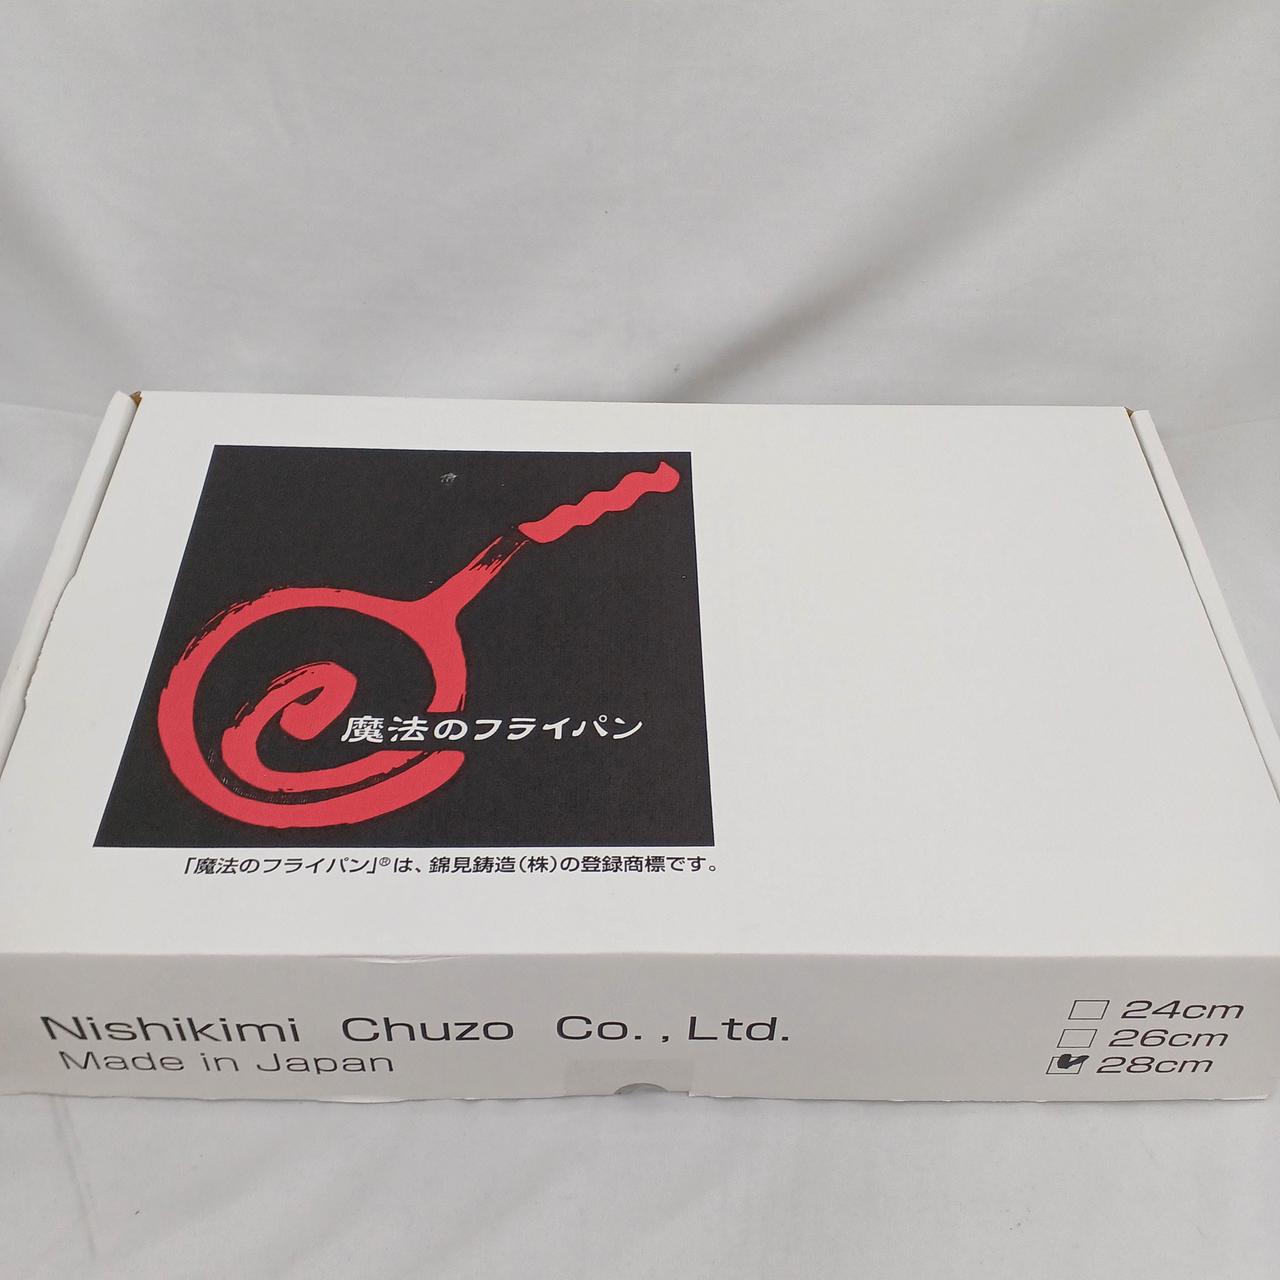 魔法のフライパン
「魔法のフライパン」®は、錦見鋳造(株)の登録商標です。
Nishikimi Chuzo Co., Ltd.
Made in Japan
24cm
26cm
28cm